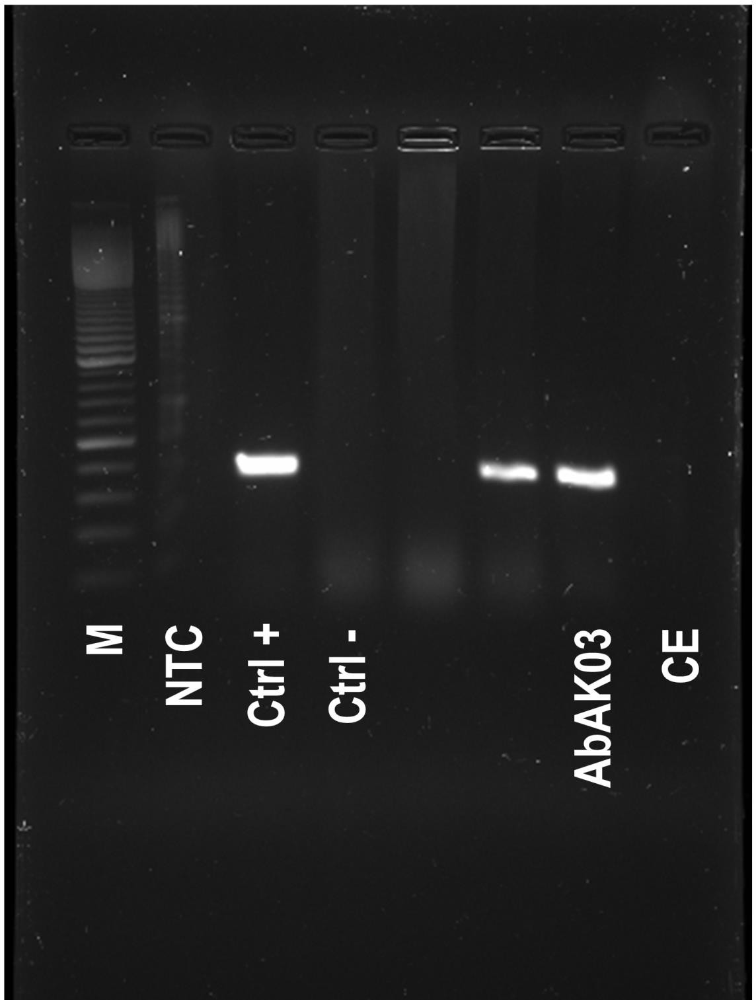 M
NTC
Ctrl +
Ctrl -
AbAK03
CE